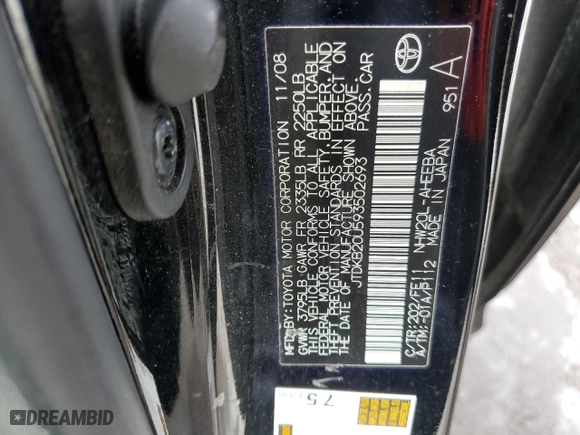 MFD. BY: TOYOTA MOTOR CORPORATION 11/08
GVWR 3795LB GAWR FR 2335LB RR 2250LB
THIS VEHICLE CONFORMS TO ALL APPLICABLE
FEDERAL MOTOR VEHICLE SAFETY, BUMPER, AND
THEFT PREVENTION STANDARDS IN EFFECT ON
THE DATE OF MANUFACTURE SHOWN ABOVE.
JTDKB20U593502693 PASS.CAR
C/TR:202/FE11 NHW20L-AHEEBA
A/TM:-01A/P112 MADE IN JAPAN
951 A
75
DREAMBID